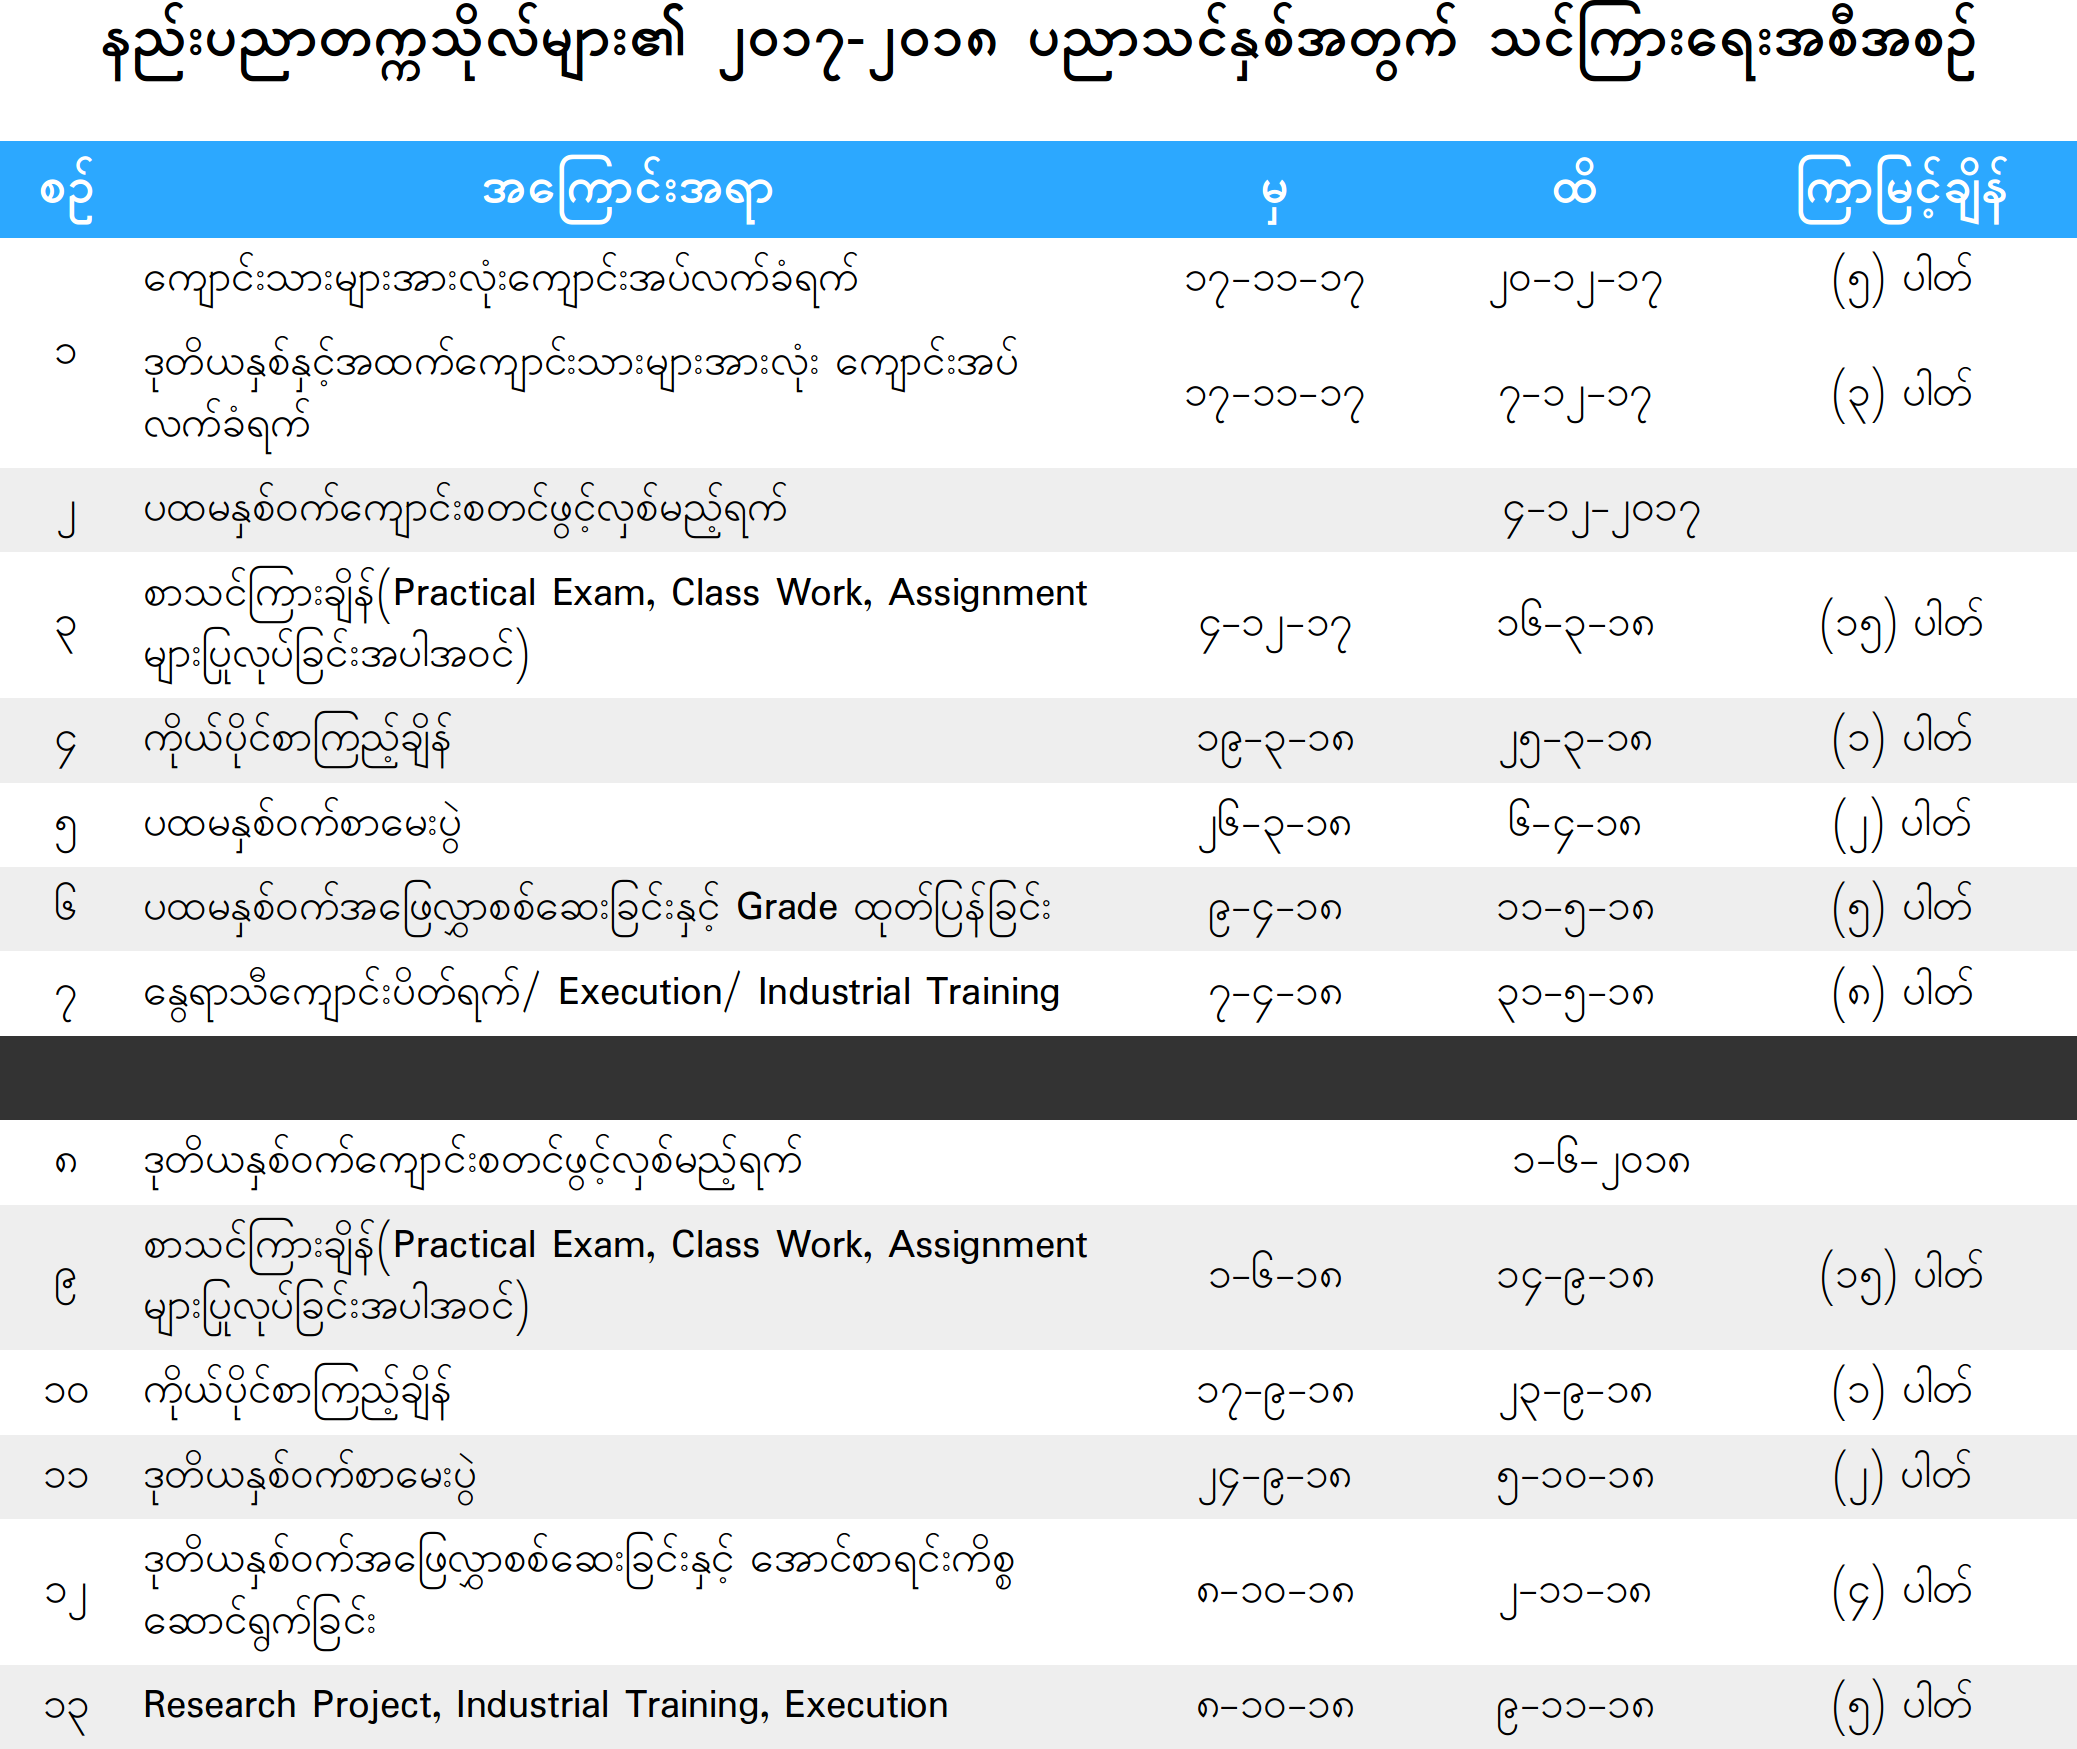 နည်းပညာတက္ကသိုလ်များ၏ ၂၀၁၇-၂၀၁၈ ပညာသင်နှစ်အတွက် သင်ကြားရေးအစီအစဉ်
စဉ် အကြောင်းအရာ မှ ထိ ကြာမြင့်ချိန်
ကျောင်းသားများအားလုံးကျောင်းအပ်လက်ခံရက် ၁၇-၁၁-၁၇ ၂၀-၁၂-၁၇ (၅) ပါတ်
၁ ဒုတိယနှစ်နှင့်အထက်ကျောင်းသားများအားလုံး ကျောင်းအပ်
လက်ခံရက် ၁၇-၁၁-၁၇ ၇-၁၂-၁၇ (၃) ပါတ်
၂ ပထမနှစ်ဝက်ကျောင်းစတင်ဖွင့်လှစ်မည့်ရက် ၄-၁၂-၂၀၁၇
၃ စာသင်ကြားချိန်(Practical Exam, Class Work, Assignment
များပြုလုပ်ခြင်းအပါအဝင်) ၄-၁၂-၁၇ ၁၆-၃-၁၈ (၁၅) ပါတ်
၄ ကိုယ်ပိုင်စာကြည့်ချိန် ၁၉-၃-၁၈ ၂၅-၃-၁၈ (၁) ပါတ်
၅ ပထမနှစ်ဝက်စာမေးပွဲ ၂၆-၃-၁၈ ၆-၄-၁၈ (၂) ပါတ်
၆ ပထမနှစ်ဝက်အဖြေလွှာစစ်ဆေးခြင်းနှင့် Grade ထုတ်ပြန်ခြင်း ၉-၄-၁၈ ၁၁-၅-၁၈ (၅) ပါတ်
၇ နွေရာသီကျောင်းပိတ်ရက်/ Execution/ Industrial Training ၇-၄-၁၈ ၃၁-၅-၁၈ (၈) ပါတ်
၈ ဒုတိယနှစ်ဝက်ကျောင်းစတင်ဖွင့်လှစ်မည့်ရက် ၁-၆-၂၀၁၈
၉ စာသင်ကြားချိန်(Practical Exam, Class Work, Assignment
များပြုလုပ်ခြင်းအပါအဝင်) ၁-၆-၁၈ ၁၄-၉-၁၈ (၁၅) ပါတ်
၁၀ ကိုယ်ပိုင်စာကြည့်ချိန် ၁၇-၉-၁၈ ၂၃-၉-၁၈ (၁) ပါတ်
၁၁ ဒုတိယနှစ်ဝက်စာမေးပွဲ ၂၄-၉-၁၈ ၅-၁၀-၁၈ (၂) ပါတ်
၁၂ ဒုတိယနှစ်ဝက်အဖြေလွှာစစ်ဆေးခြင်းနှင့် အောင်စာရင်းကိစ္စ
ဆောင်ရွက်ခြင်း ၈-၁၀-၁၈ ၂-၁၁-၁၈ (၄) ပါတ်
၁၃ Research Project, Industrial Training, Execution ၈-၁၀-၁၈ ၉-၁၁-၁၈ (၅) ပါတ်